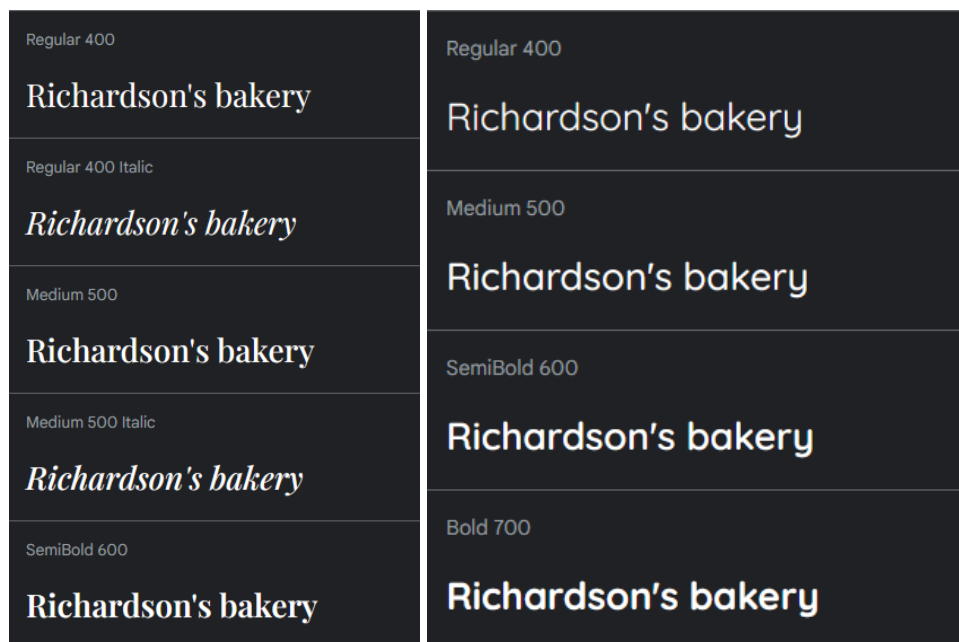 Regular 400
Richardson's bakery
Regular 400 Italic
Richardson's bakery
Medium 500
Richardson's bakery
Medium 500 Italic
Richardson's bakery
SemiBold 600
Richardson's bakery
Regular 400
Richardson's bakery
Medium 500
Richardson's bakery
SemiBold 600
Richardson's bakery
Bold 700
Richardson's bakery